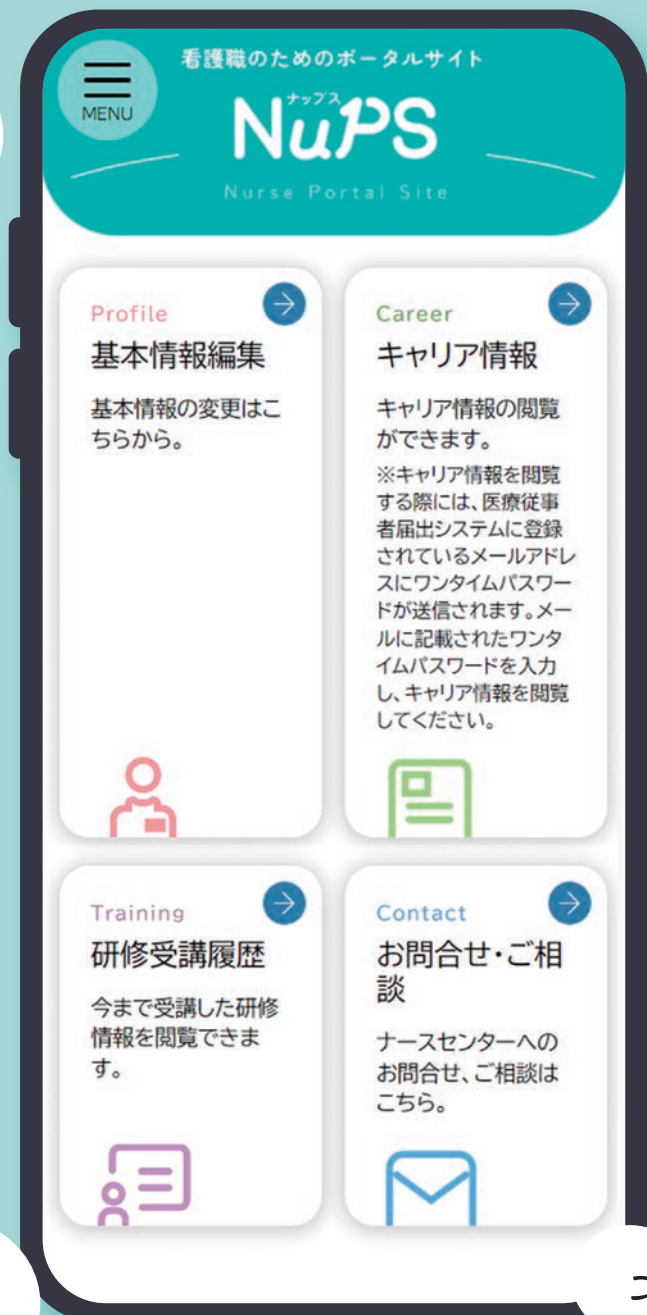 看護職のためのポータルサイト
MENU
ナップス
NuPS
Nurse Portal Site
Profile
基本情報編集
基本情報の変更はこ
ちらから。
Career
キャリア情報
キャリア情報の閲覧
ができます。
※キャリア情報を閲覧
する際には、医療従事
者届出システムに登録
されているメールアドレ
スにワンタイムパスワー
ドが送信されます。メー
ルに記載されたワンタ
イムパスワードを入力
し、キャリア情報を閲覧
してください。
Training
研修受講履歴
今まで受講した研修
情報を閲覧できま
す。
Contact
お問合せ・ご相
談
ナースセンターへの
お問合せ、ご相談は
こちら。